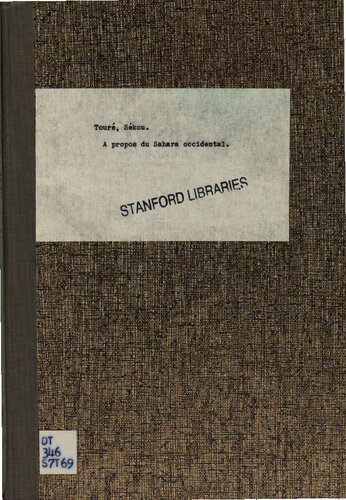 Touré, Sékou.
A propos du Sahara occidental.
STANFORD LIBRARIES
DT
346
S7T69